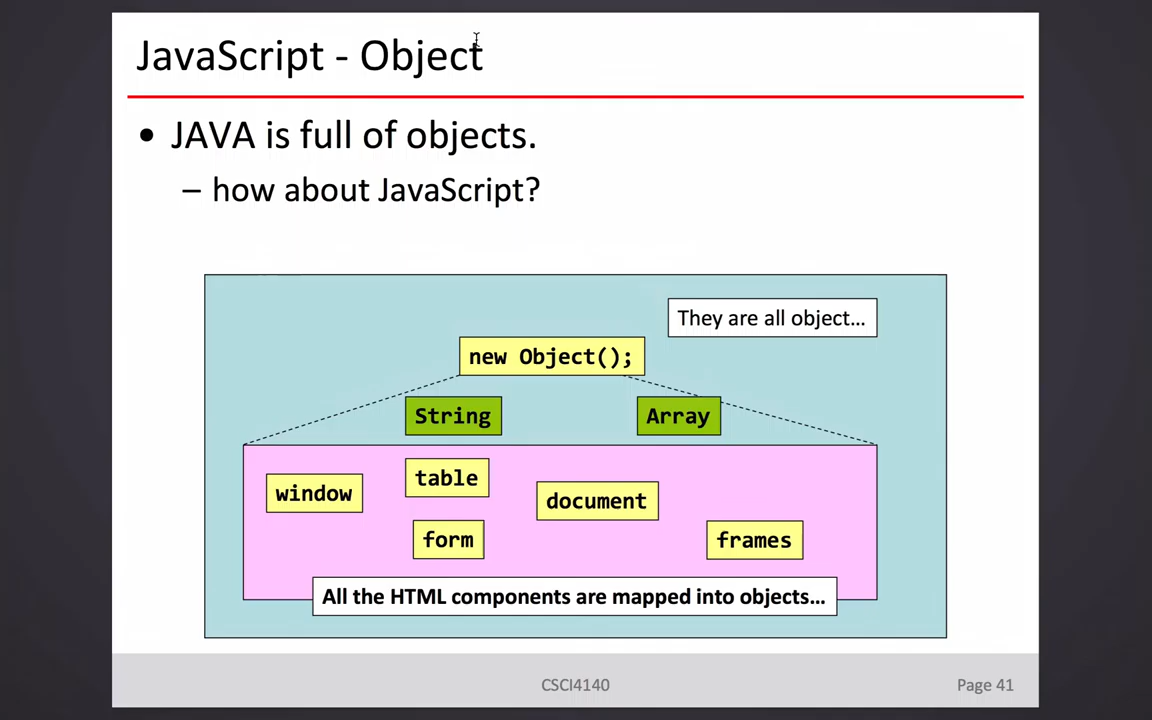 JavaScript - Object
• JAVA is full of objects.
– how about JavaScript?
They are all object...
new Object();
String
Array
table
window
document
form
frames
All the HTML components are mapped into objects...
CSCI4140
Page 41